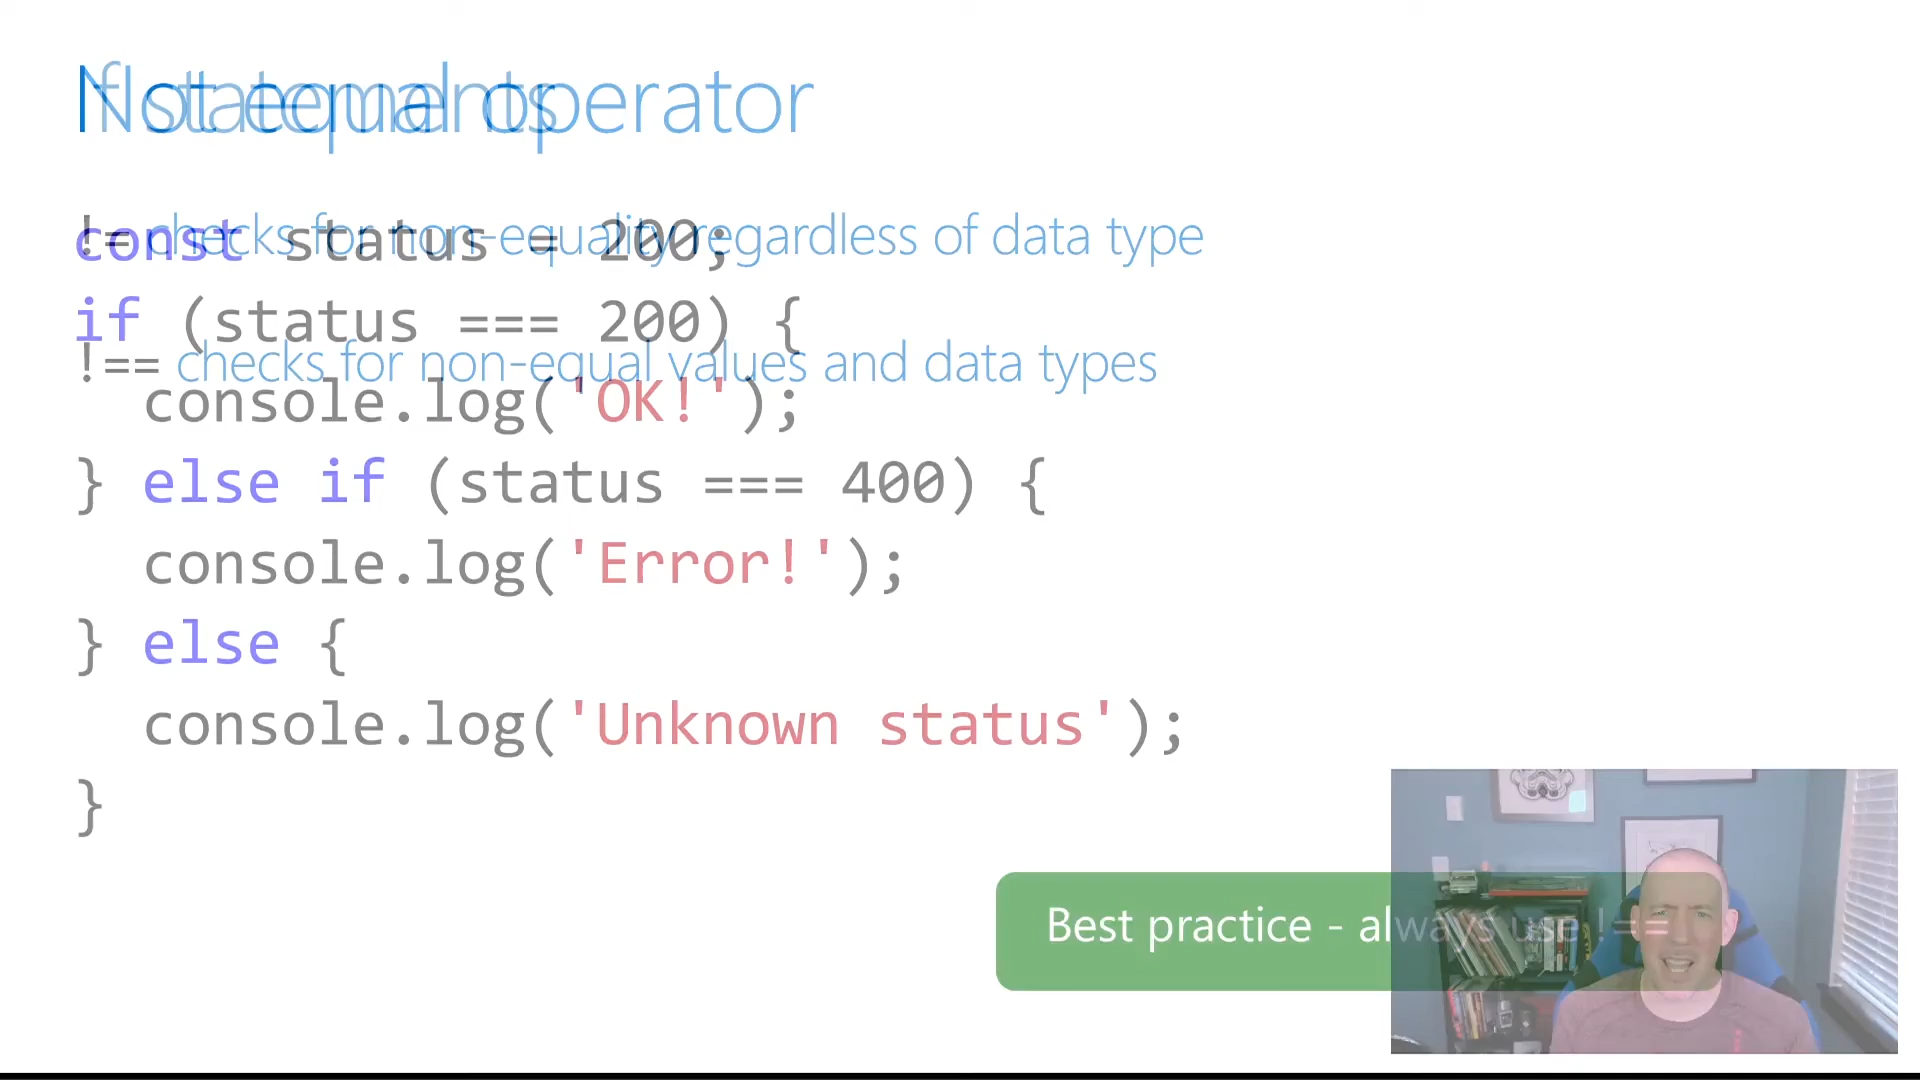 Not equal operator
If statements
!= checks for non-equality regardless of data type
const status = 200;
if (status === 200) {
!== checks for non-equal values and data types
console.log('OK!');
} else if (status === 400) {
console.log('Error!');
} else {
console.log('Unknown status');
}
Best practice - always use !==